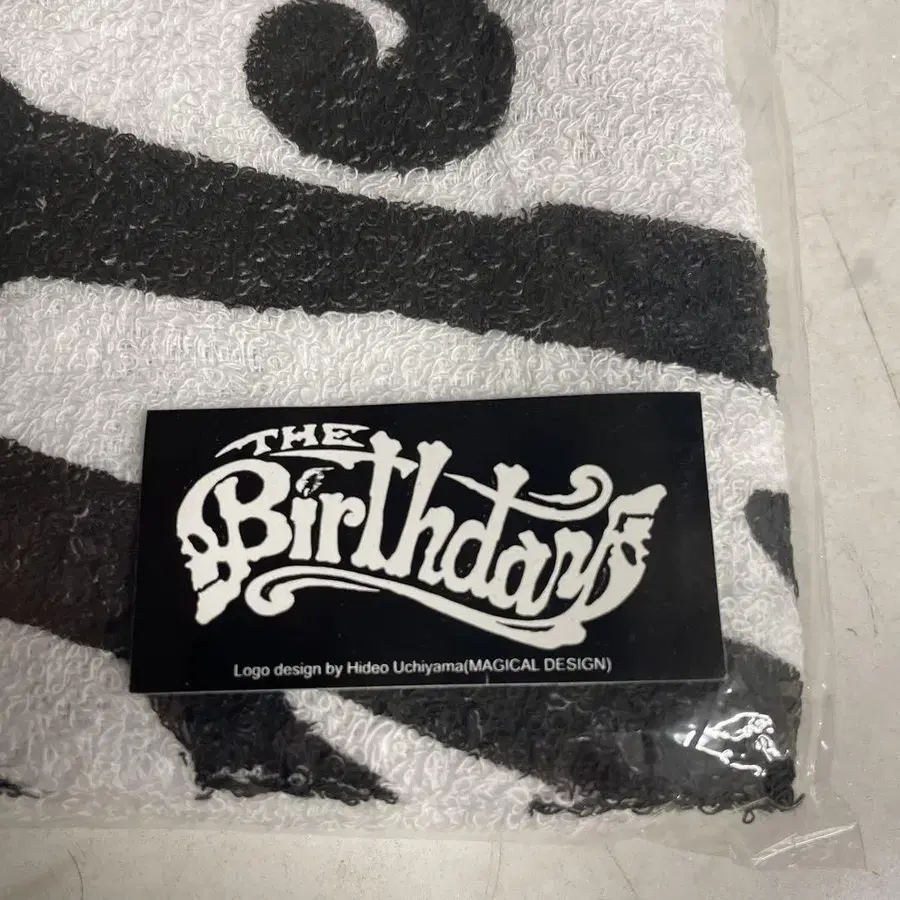 THE
Birthday
Logo design by Hideo Uchiyama(MAGICAL DESIGN)